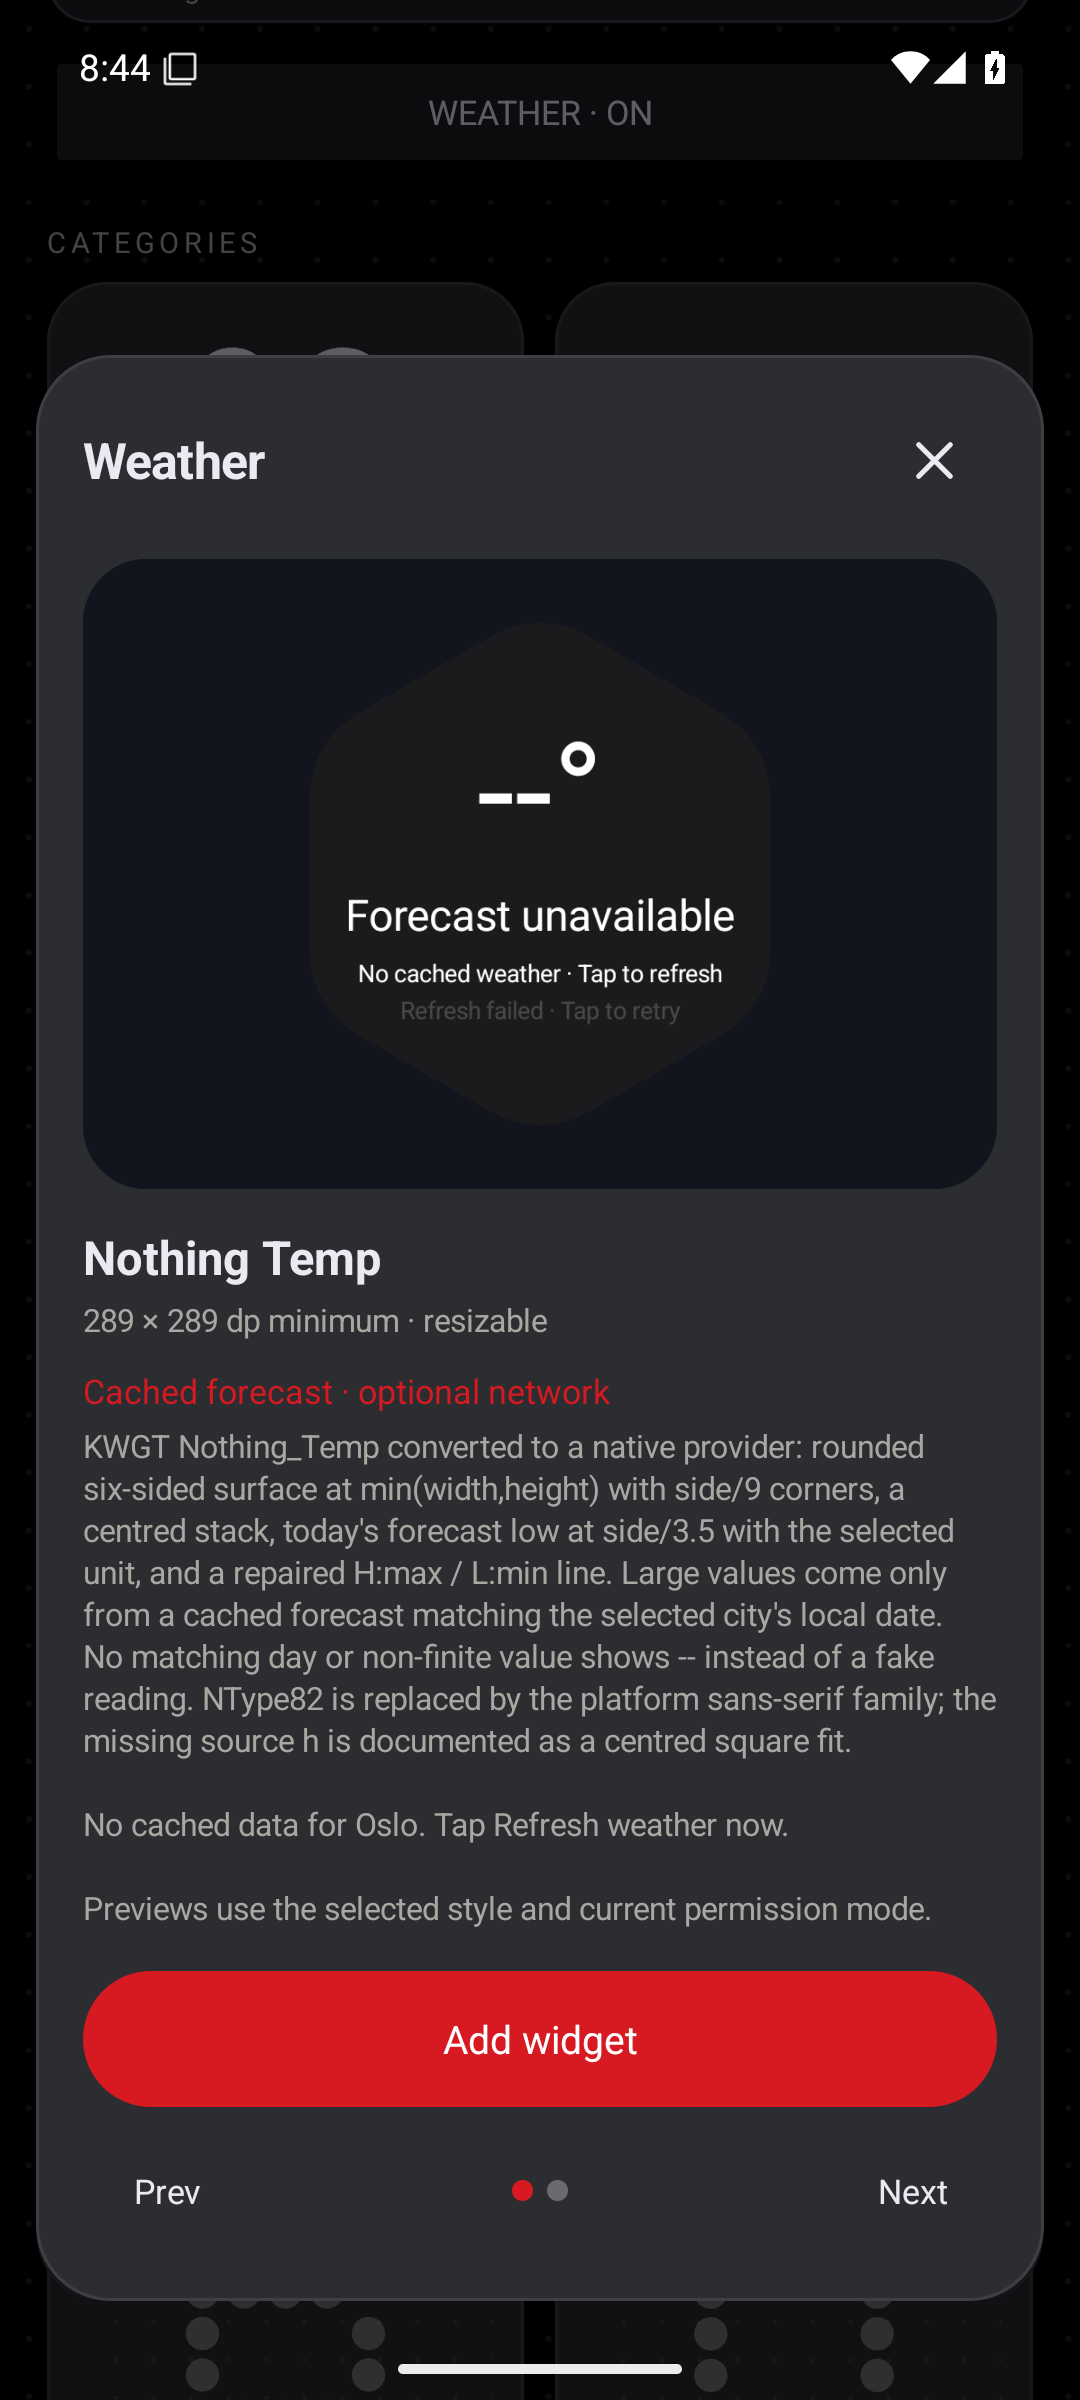 8:44
WEATHER · ON
CATEGORIES
Weather
--°
Forecast unavailable
No cached weather · Tap to refresh
Refresh failed · Tap to retry
Nothing Temp
289 × 289 dp minimum · resizable
Cached forecast · optional network
KWGT Nothing_Temp converted to a native provider: rounded
six-sided surface at min(width,height) with side/9 corners, a
centred stack, today's forecast low at side/3.5 with the selected
unit, and a repaired H:max / L:min line. Large values come only
from a cached forecast matching the selected city's local date.
No matching day or non-finite value shows -- instead of a fake
reading. NType82 is replaced by the platform sans-serif family; the
missing source h is documented as a centred square fit.
No cached data for Oslo. Tap Refresh weather now.
Previews use the selected style and current permission mode.
Add widget
Prev
Next